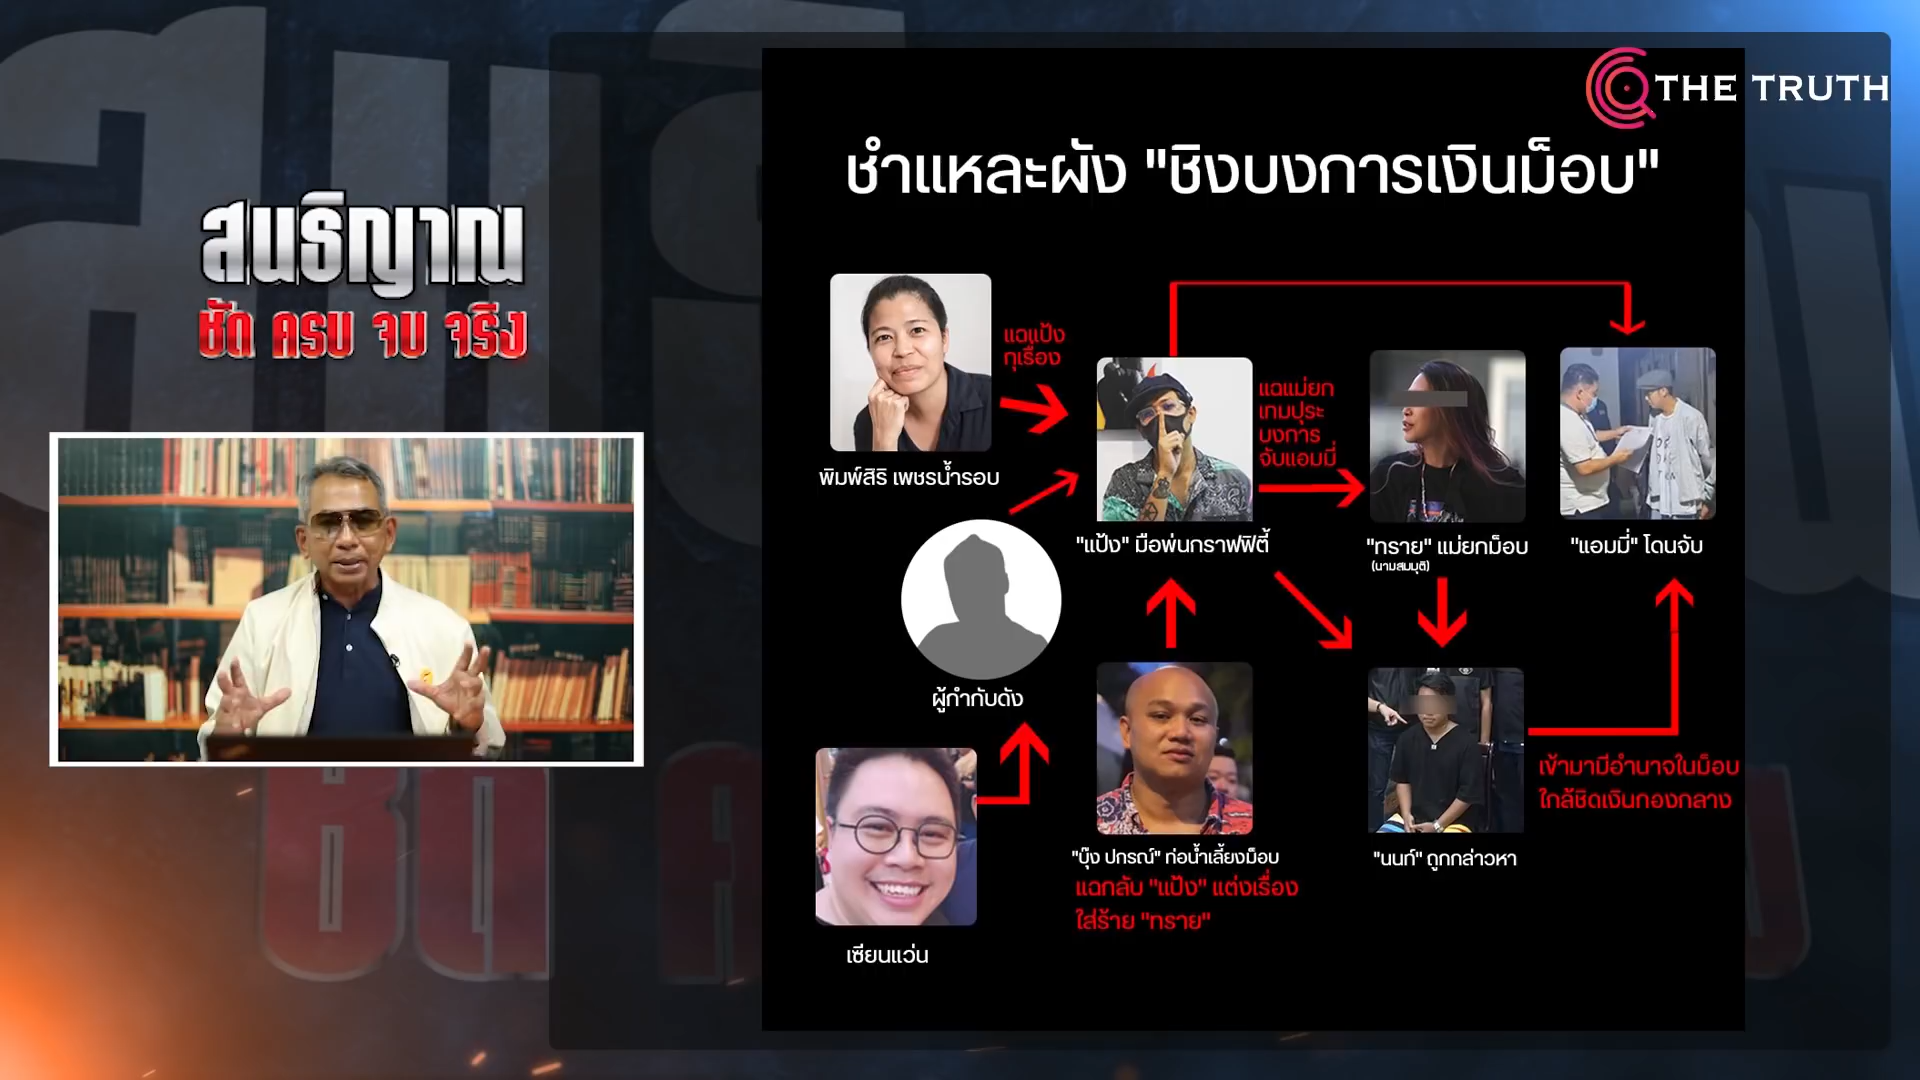 THE TRUTH
ชำแหละผัง "ชิงบงการเงินม็อบ"
สนธิญาณ
ชัด ครบ จบ จริง
แฉแป้ง
ทุเรื่อง
พิมพ์สิริ เพชรน้ำรอบ
แฉแม่ยก
เทมปุระ
บงการ
จับแอมมี่
"แป้ง" มือพ่นกราฟฟิตี้
"ทราย" แม่ยกม็อบ
(นามสมมุติ)
"แอมมี่" โดนจับ
ผู้กำกับดัง
เข้ามามีอำนาจในม็อบ
ใกล้ชิดเงินกองกลาง
"บุ๊ง ปกรณ์" ท่อน้ำเลี้ยงม็อบ
แฉกลับ "แป้ง" แต่งเรื่อง
ใส่ร้าย "ทราย"
"นนท์" ถูกกล่าวหา
เซียนแว่น